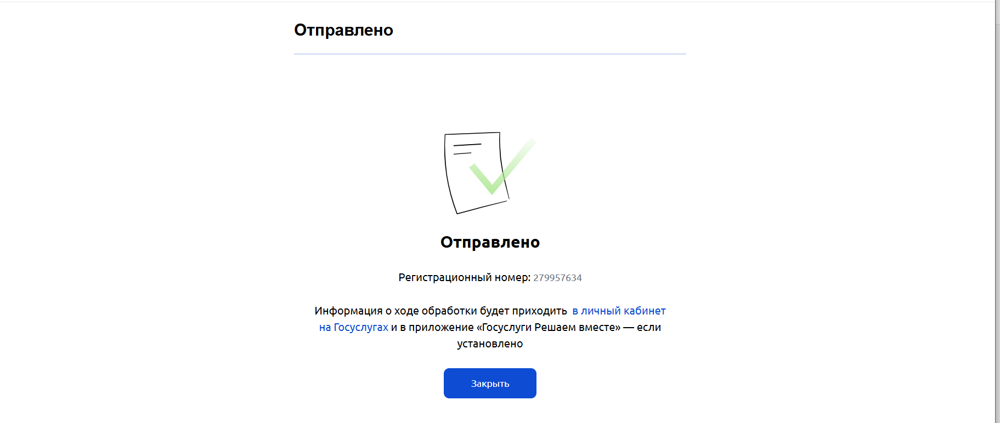 Отправлено
Отправлено
Регистрационный номер: 279957634
Информация о ходе обработки будет приходить в личный кабинет
на Госуслугах и в приложение «Госуслуги Решаем вместе» — если
установлено
Закрыть